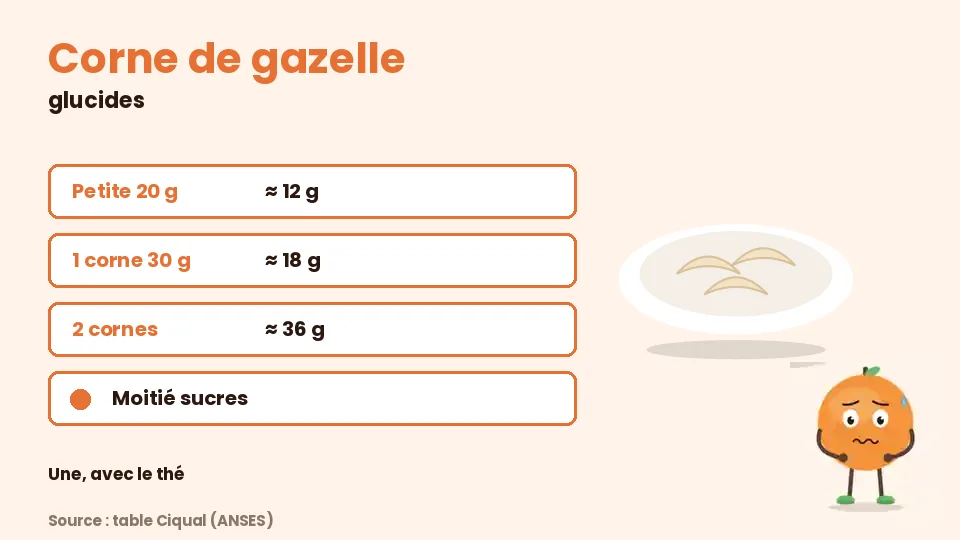 Corne de gazelle
glucides
Petite 20 g ≈ 12 g
1 corne 30 g ≈ 18 g
2 cornes ≈ 36 g
Moitié sucres
Une, avec le thé
Source : table Ciqual (ANSES)